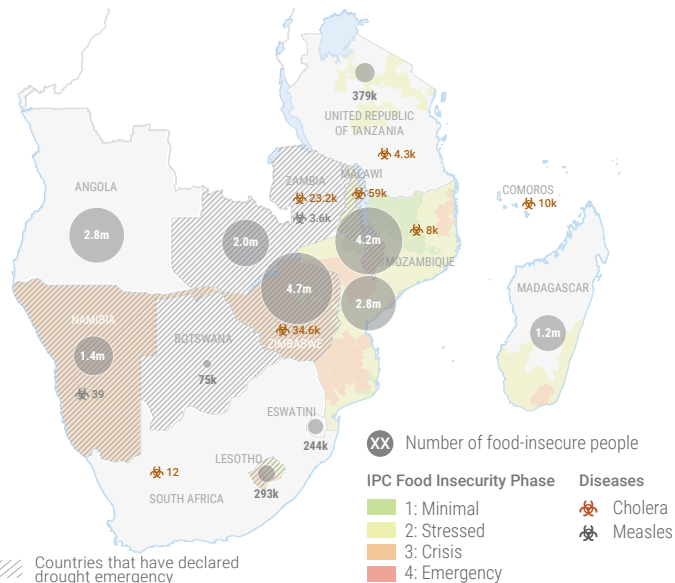 379k
UNITED REPUBLIC
OF TANZANIA
4.3k
MALAWI
ZAMBIA
59k
23.2k
3.6k
ANGOLA
COMOROS
10k
2.8m
2.0m
4.2m
8k
MOZAMBIQUE
4.7m
2.8m
MADAGASCAR
NAMIBIA
34.6k
BOTSWANA
ZIMBABWE
1.2m
1.4m
75k
39
ESWATINI
244k
LESOTHO
12
293k
SOUTH AFRICA
XX Number of food-insecure people
IPC Food Insecurity Phase
1: Minimal
2: Stressed
3: Crisis
4: Emergency
Diseases
Cholera
Measles
Countries that have declared
drought emergency